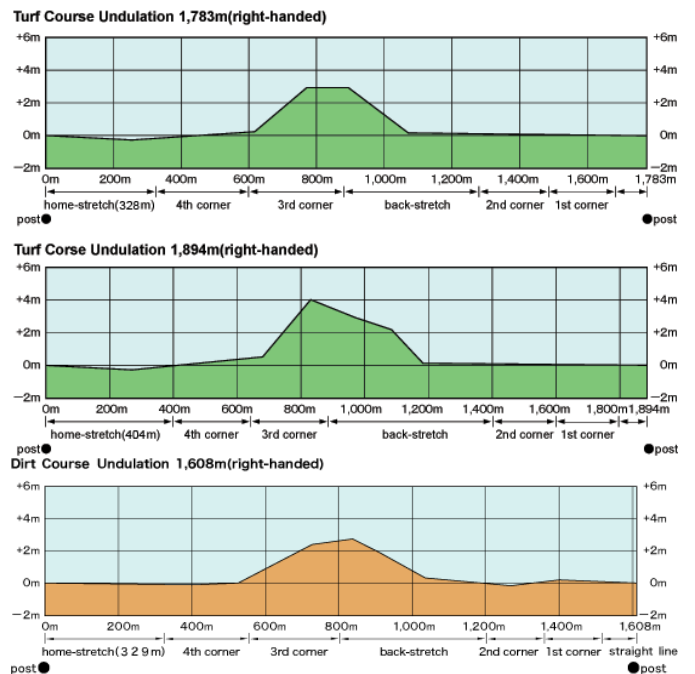 Turf Course Undulation 1,783m(right-handed)
+6m +6m
+4m +4m
+2m +2m
0m 0m
−2m −2m
0m 200m 400m 600m 800m 1,000m 1,200m 1,400m 1,600m 1,783m
home-stretch(328m) 4th corner 3rd corner back-stretch 2nd corner 1st corner
post● ●post
Turf Corse Undulation 1,894m(right-handed)
+6m +6m
+4m +4m
+2m +2m
0m 0m
−2m −2m
0m 200m 400m 600m 800m 1,000m 1,200m 1,400m 1,600m 1,800m 1,894m
home-stretch(404m) 4th corner 3rd corner back-stretch 2nd corner 1st corner
post● ●post
Dirt Course Undulation 1,608m(right-handed)
+6m +6m
+4m +4m
+2m +2m
0m 0m
−2m −2m
0m 200m 400m 600m 800m 1,000m 1,200m 1,400m 1,608m
home-stretch(329m) 4th corner 3rd corner back-stretch 2nd corner 1st corner straight line
post● ●post